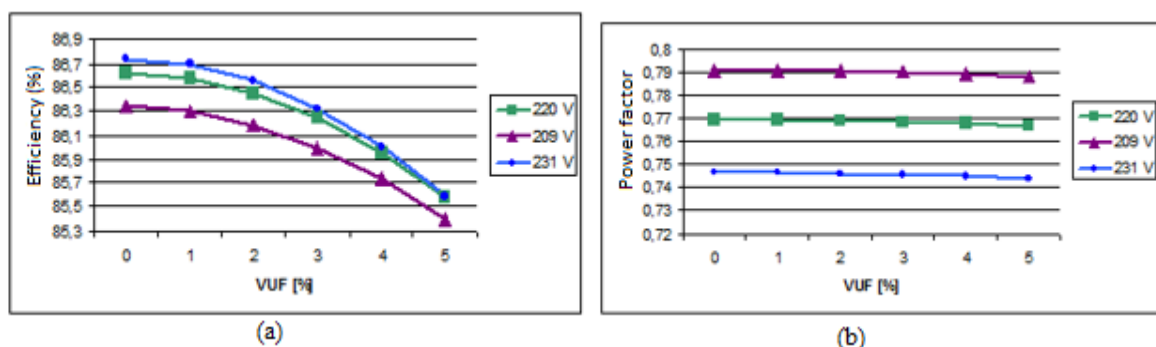 86,9
86,7
86,5
86,3
86,1
85,9
85,7
85,5
85,3
Efficiency (%)
0 1 2 3 4 5
VUF [%]
220 V
209 V
231 V
(a)
0,8
0,79
0,78
0,77
0,76
0,75
0,74
0,73
0,72
Power factor
0 1 2 3 4 5
VUF [%]
220 V
209 V
231 V
(b)